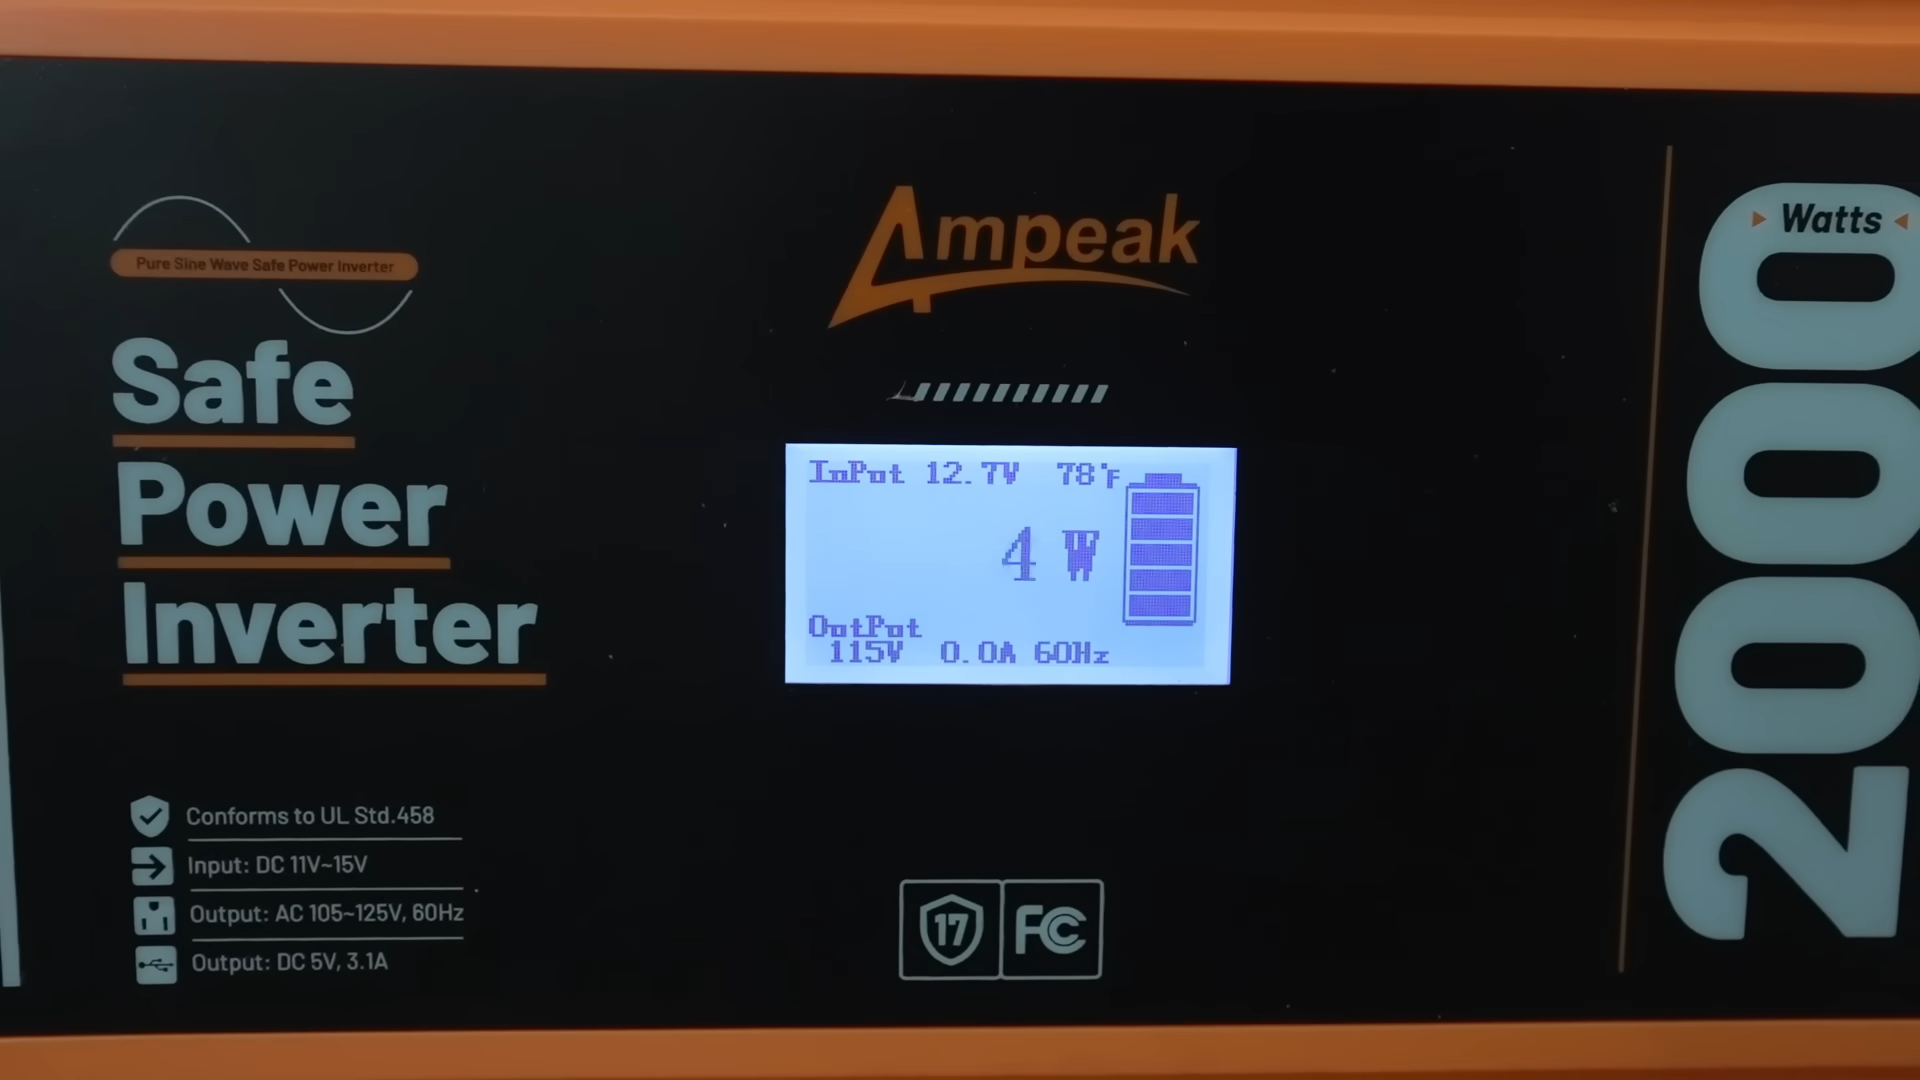 Pure Sine Wave Safe Power Inverter
Safe
Power
Inverter
Conforms to UL Std.458
Input: DC 11V~15V
Output: AC 105~125V, 60Hz
Output: DC 5V, 3.1A
Ampeak
InPut 12.7V 78°F
4 W
OutPut
115V 0.0A 60Hz
17 FC
Watts
2000